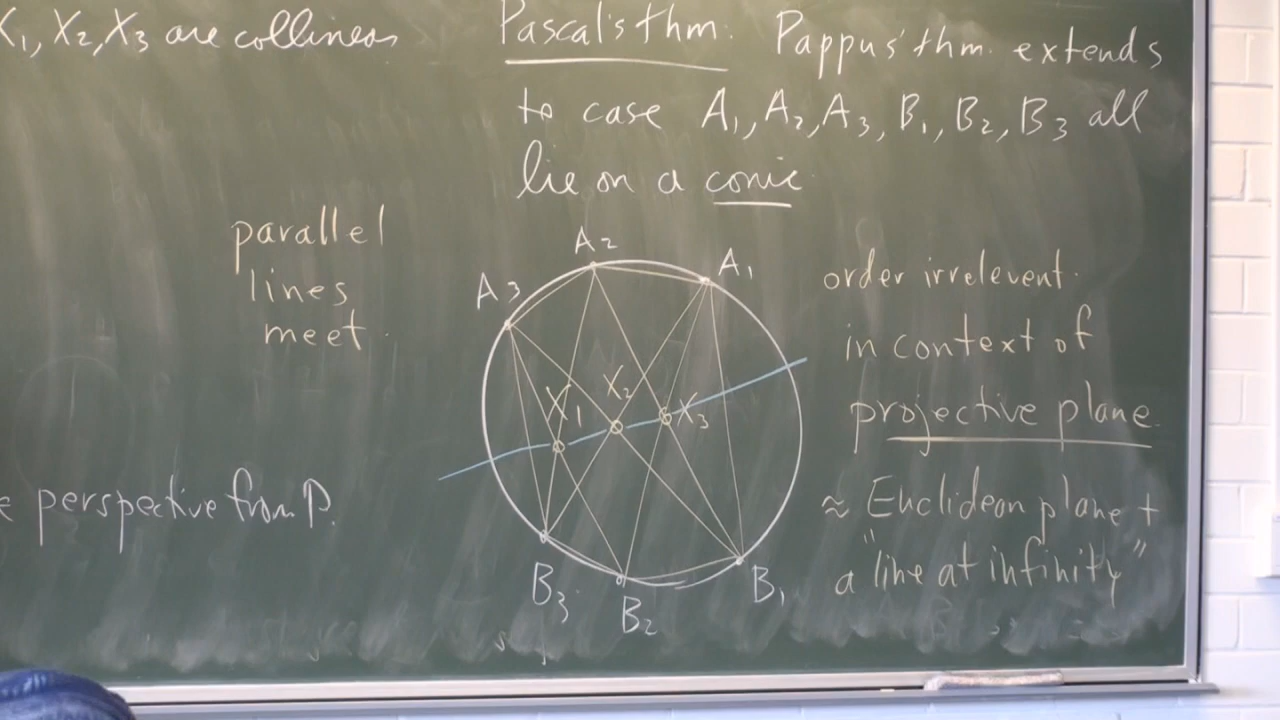 X1, X2, X3 are collinear
Pascal's thm. Pappus' thm. extends
to case A1, A2, A3, B1, B2, B3 all
lie on a conic
parallel
lines
meet.
A2
A1
A3
X1
X2
X3
B3
B2
B1
order irrelevent
in context of
projective plane.
≈ Euclidean plane +
a "line at infinity"
perspective from P.